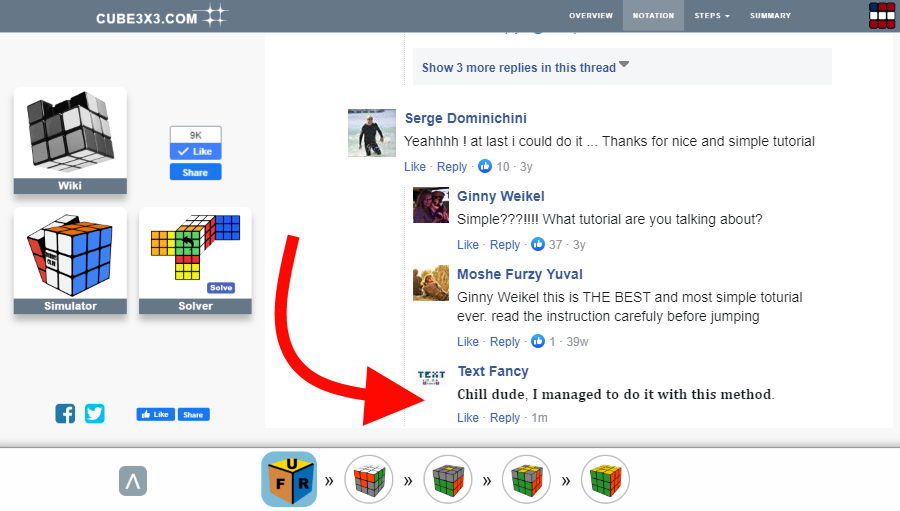 CUBE3X3.COM
OVERVIEW
NOTATION
STEPS
SUMMARY
Show 3 more replies in this thread
Wiki
9K
Like
Share
Simulator
Solve
Solver
Serge Dominichini
Yeahhhh ! at last i could do it ... Thanks for nice and simple tutorial
Like · Reply · 10 · 3y
Ginny Weikel
Simple???!!!! What tutorial are you talking about?
Like · Reply · 37 · 3y
Moshe Furzy Yuval
Ginny Weikel this is THE BEST and most simple toturial
ever. read the instruction carefuly before jumping
Like · Reply · 1 · 39w
TEXT
Text Fancy
Chill dude, I managed to do it with this method.
Like · Reply · 1m
Like
Share
U
F R
» » » »